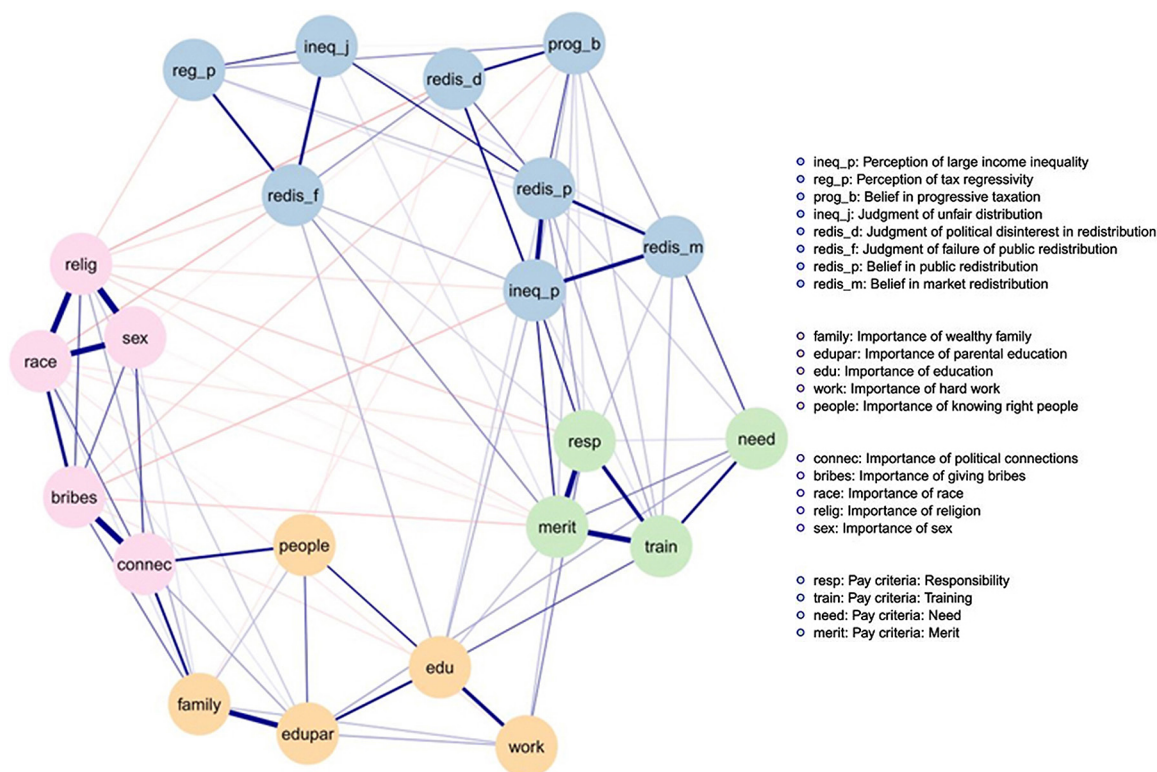 ineq_j
prog_b
reg_p
redis_d
redis_p
redis_f
redis_m
relig
ineq_p
sex
race
resp
need
bribes
merit
people
train
connec
edu
family
edupar
work
ineq_p: Perception of large income inequality
reg_p: Perception of tax regressivity
prog_b: Belief in progressive taxation
ineq_j: Judgment of unfair distribution
redis_d: Judgment of political disinterest in redistribution
redis_f: Judgment of failure of public redistribution
redis_p: Belief in public redistribution
redis_m: Belief in market redistribution
family: Importance of wealthy family
edupar: Importance of parental education
edu: Importance of education
work: Importance of hard work
people: Importance of knowing right people
connec: Importance of political connections
bribes: Importance of giving bribes
race: Importance of race
relig: Importance of religion
sex: Importance of sex
resp: Pay criteria: Responsibility
train: Pay criteria: Training
need: Pay criteria: Need
merit: Pay criteria: Merit